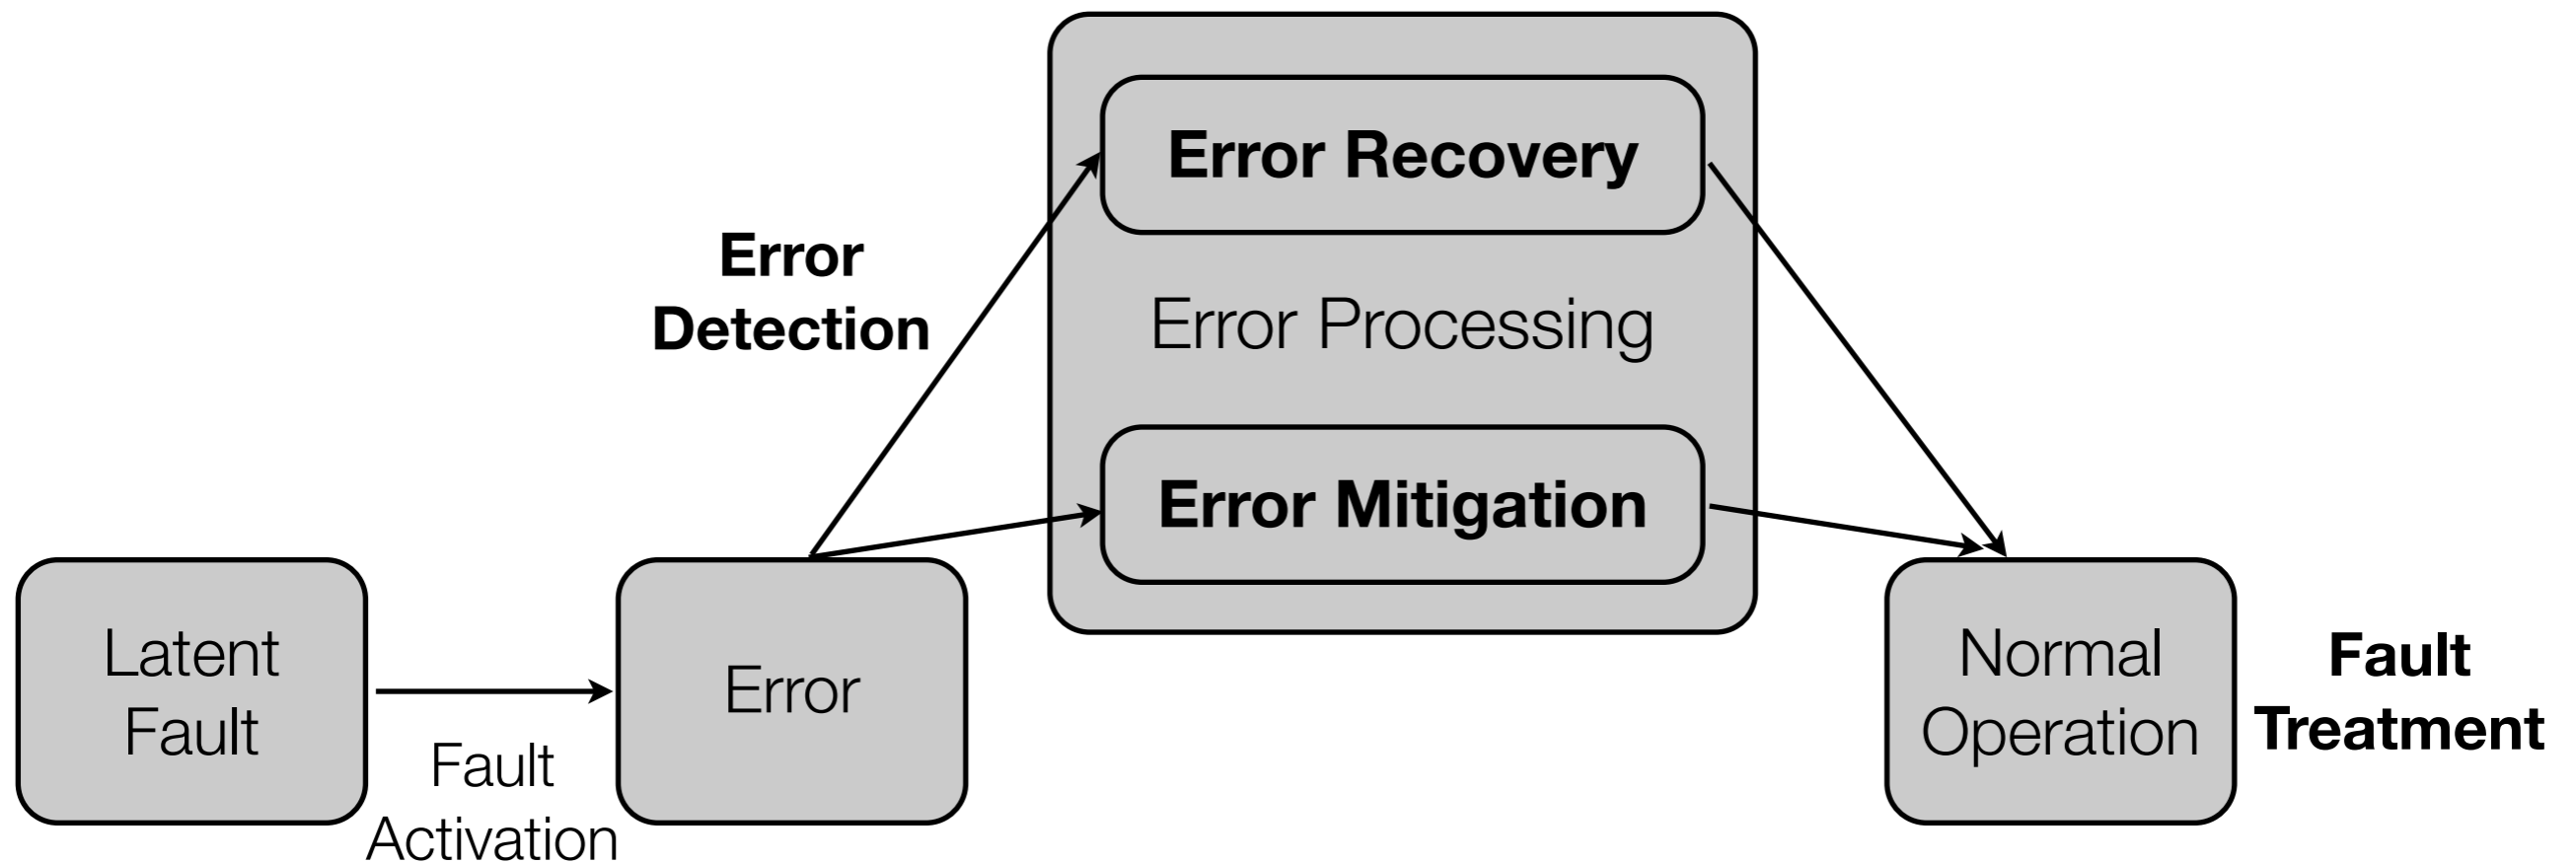 Latent
Fault
Fault
Activation
Error
Error
Detection
Error Recovery
Error Processing
Error Mitigation
Normal
Operation
Fault
Treatment